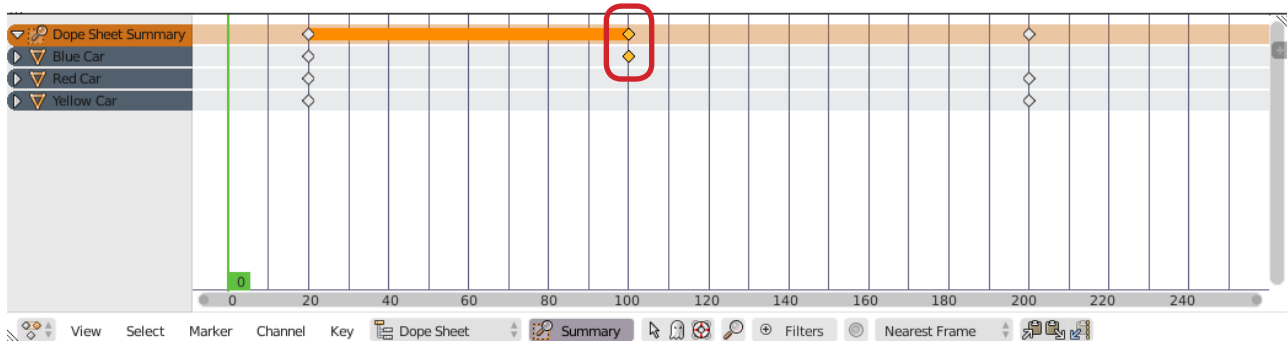 Dope Sheet Summary
Blue Car
Red Car
Yellow Car
0
0 20 40 60 80 100 120 140 160 180 200 220 240
View Select Marker Channel Key Dope Sheet Summary Filters Nearest Frame